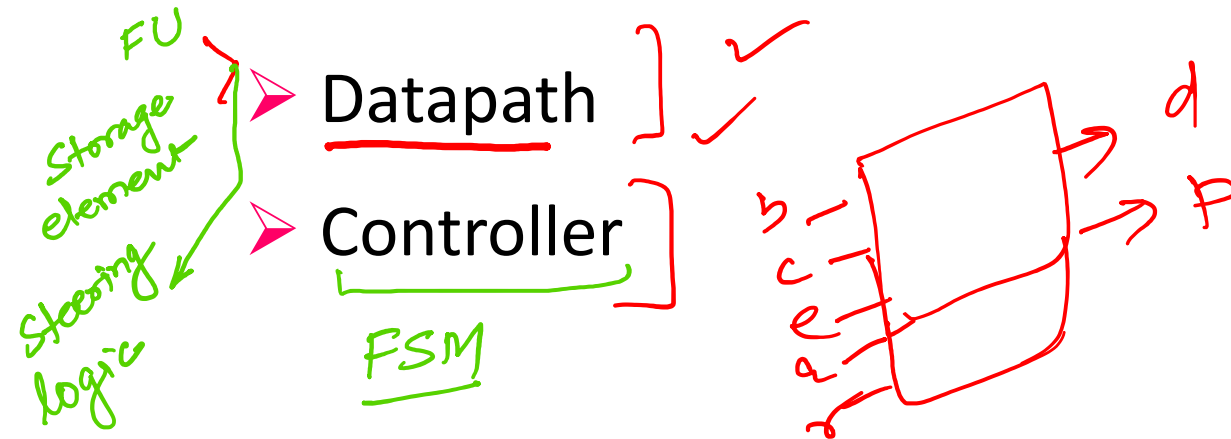 FU
Storage
element
Steering
logic
Datapath
Controller
FSM
b
c
e
a
r
d
P